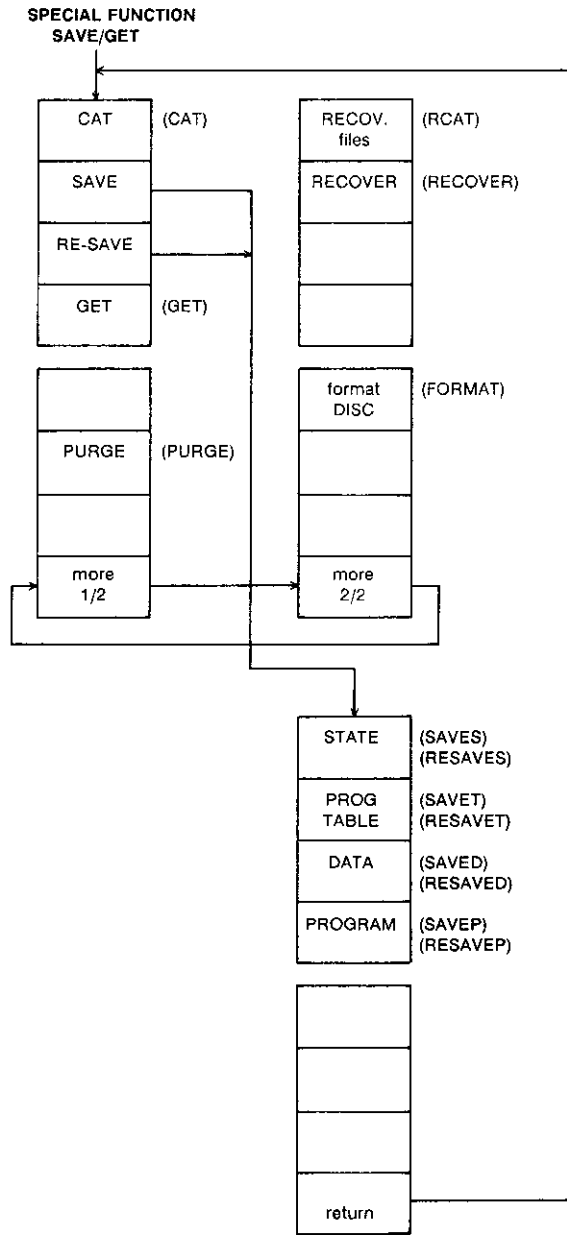 SPECIAL FUNCTION
SAVE/GET
CAT (CAT)
SAVE
RE-SAVE
GET (GET)
PURGE (PURGE)
more
1/2
RECOV.
files
(RCAT)
RECOVER (RECOVER)
format
DISC
(FORMAT)
more
2/2
STATE (SAVES)
(RESAVES)
PROG (SAVET)
TABLE (RESAVET)
DATA (SAVED)
(RESAVED)
PROGRAM (SAVEP)
(RESAVEP)
return